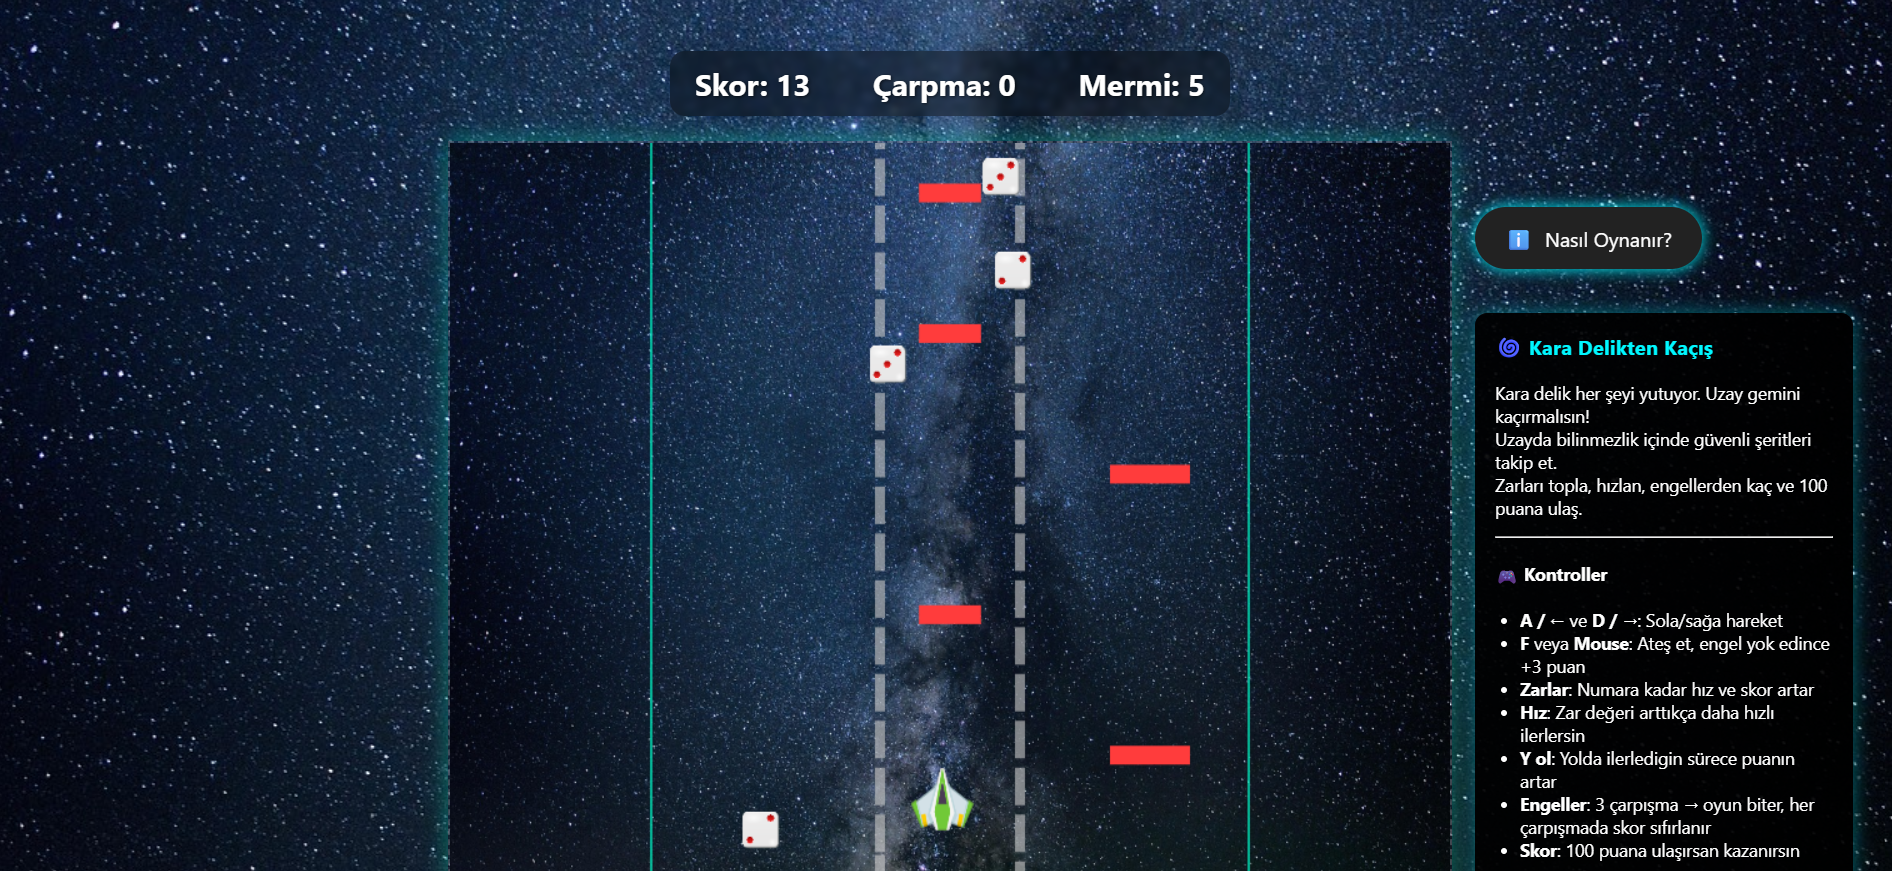 Skor: 13 Çarpma: 0 Mermi: 5
Nasıl Oynanır?
Kara Delikten Kaçış
Kara delik her şeyi yutuyor. Uzay gemini
kaçırmalısın!
Uzayda bilinmezlik içinde güvenli şeritleri
takip et.
Zarları topla, hızlan, engellerden kaç ve 100
puana ulaş.
Kontroller
• A / ← ve D / →: Sola/sağa hareket
• F veya Mouse: Ateş et, engel yok edince
+3 puan
• Zarlar: Numara kadar hız ve skor artar
• Hız: Zar değeri arttıkça daha hızlı
ilerlersin
• Y ol: Yolda ilerledigin sürece puanın
artar
• Engeller: 3 çarpışma → oyun biter, her
çarpışmada skor sıfırlanır
• Skor: 100 puana ulaşırsan kazanırsın